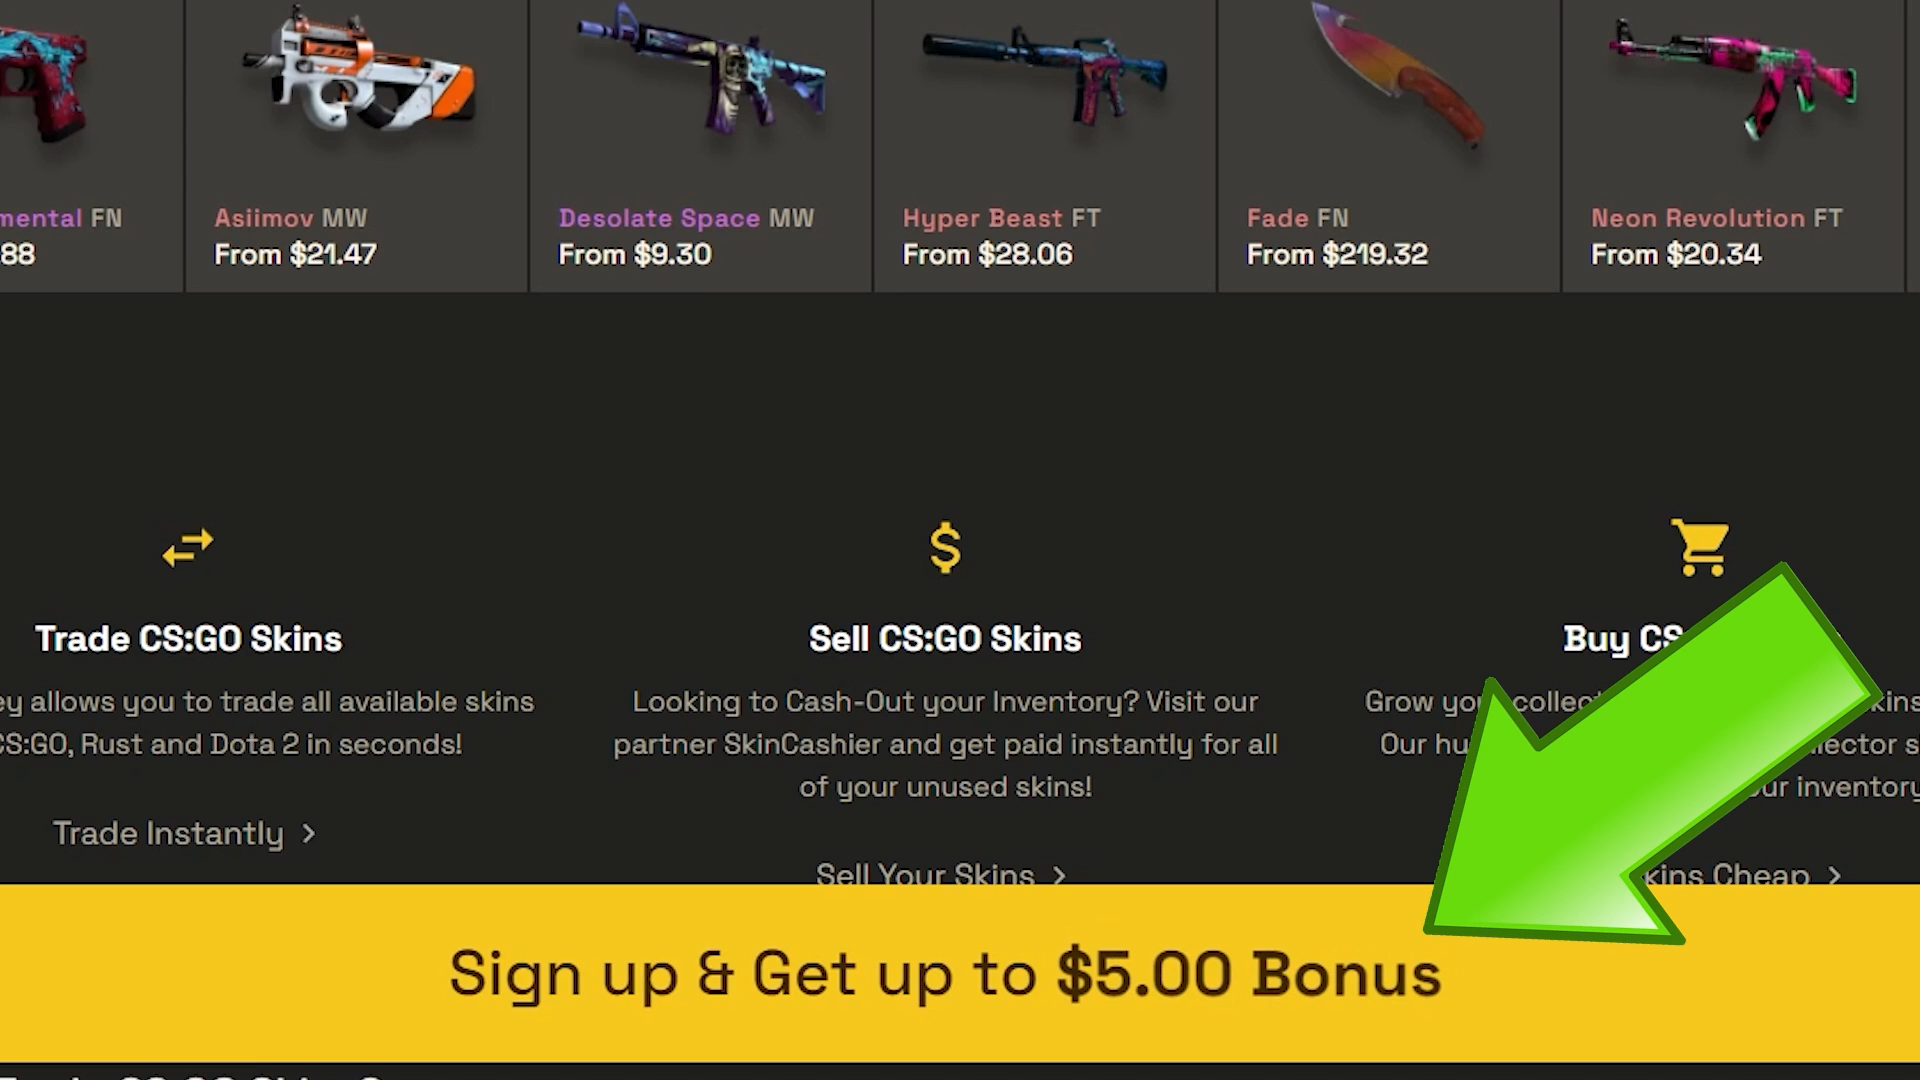 FN
Asiimov MW
Desolate Space MW
Hyper Beast FT
Fade FN
Neon Revolution FT
88
From $21.47
From $9.30
From $28.06
From $219.32
From $20.34
Trade CS:GO Skins
allows you to trade all available skins
CS:GO, Rust and Dota 2 in seconds!
Trade Instantly
Sell CS:GO Skins
Looking to Cash-Out your Inventory? Visit our
partner SkinCashier and get paid instantly for all
of your unused skins!
Sell Your Skins
Buy CS
Grow
Our
inventory
Cheap
Sign up & Get up to $5.00 Bonus